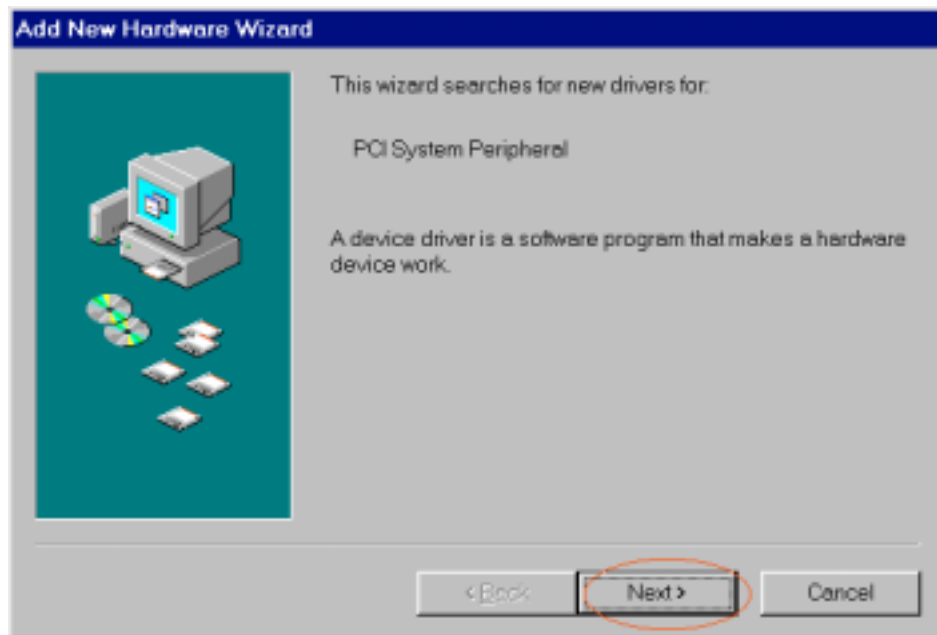 Add New Hardware Wizard
This wizard searches for new drivers for:
PCI System Peripheral
A device driver is a software program that makes a hardware
device work.
< Back
Next >
Cancel